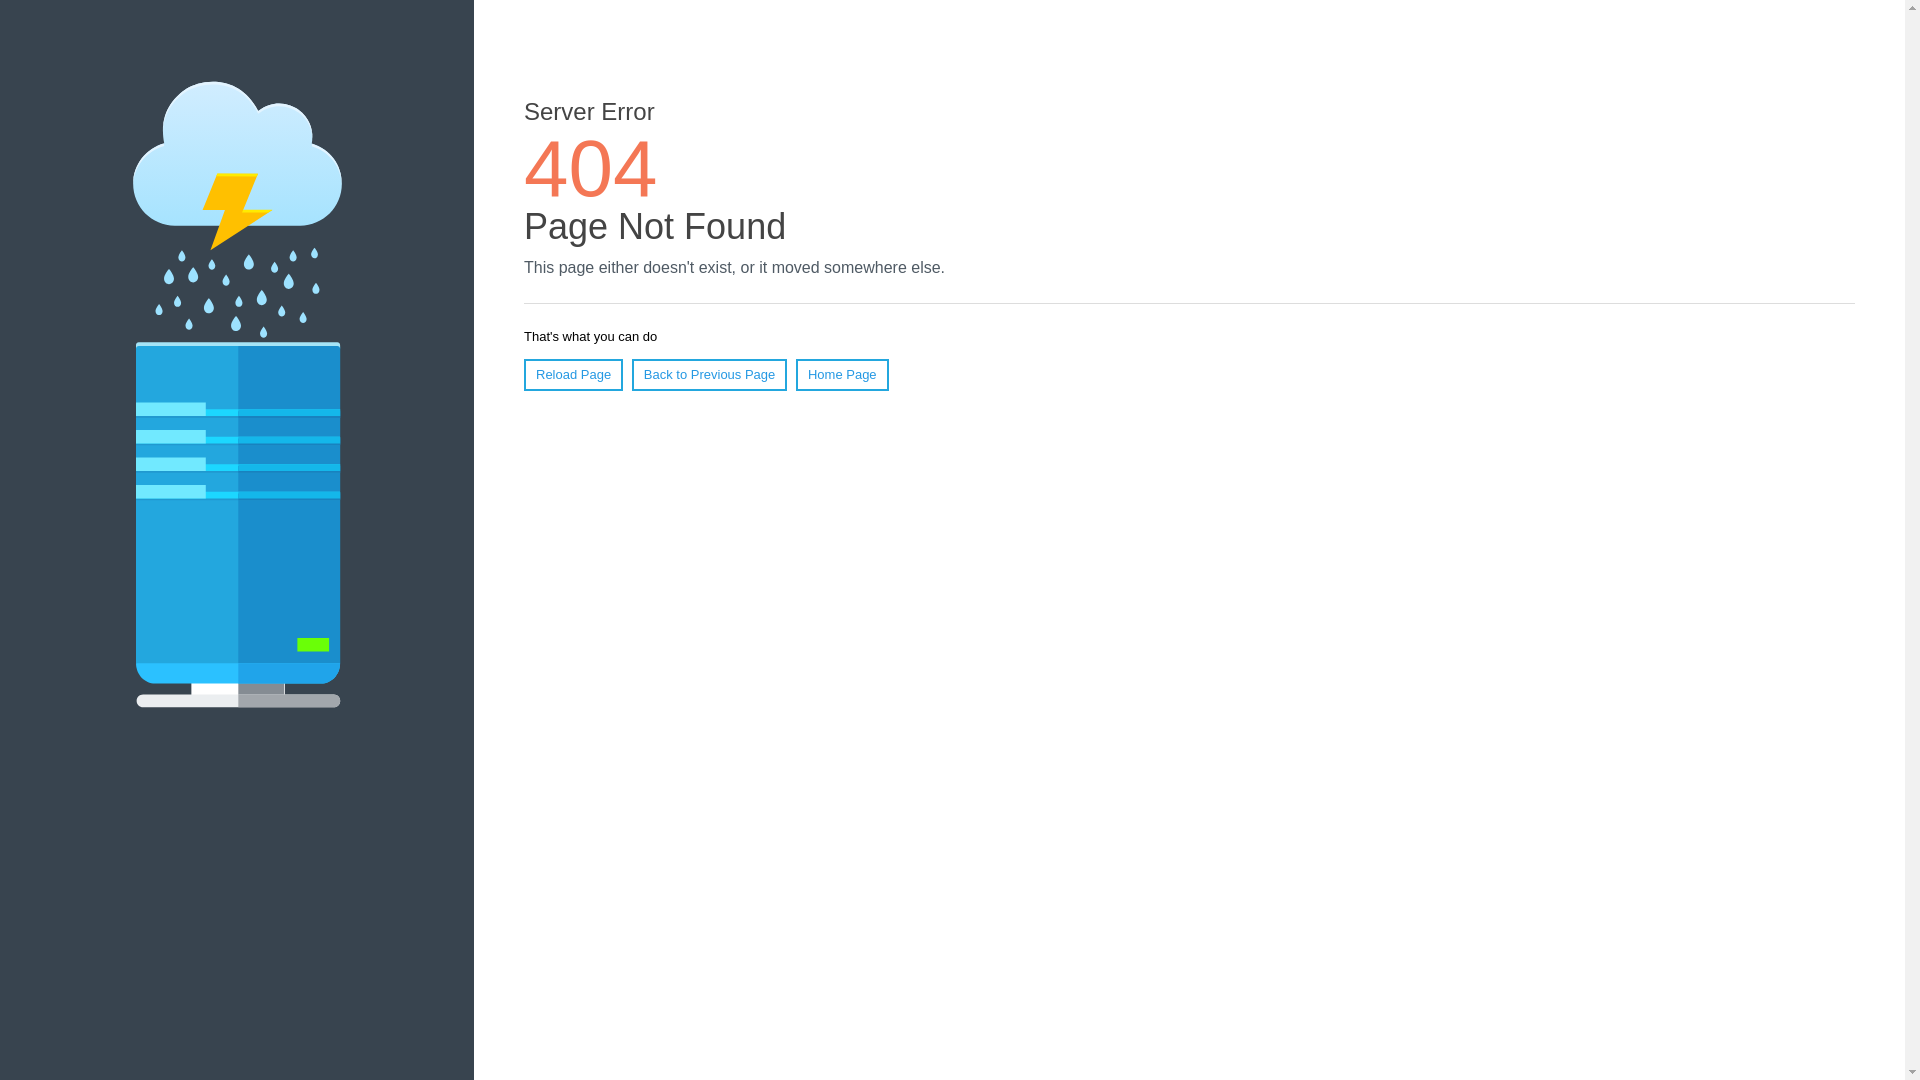 Server Error
404
Page Not Found
This page either doesn't exist, or it moved somewhere else.
That's what you can do
Reload Page
Back to Previous Page
Home Page